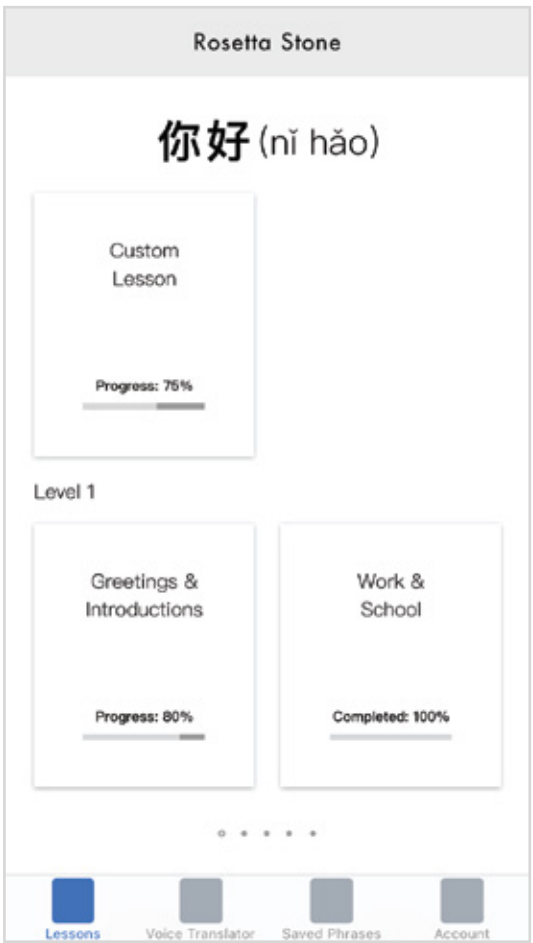 Rosetta Stone
你好 (nǐ hǎo)
Custom
Lesson
Progress: 75%
Level 1
Greetings &
Introductions
Progress: 80%
Work &
School
Completed: 100%
Lessons
Voice Translator
Saved Phrases
Account